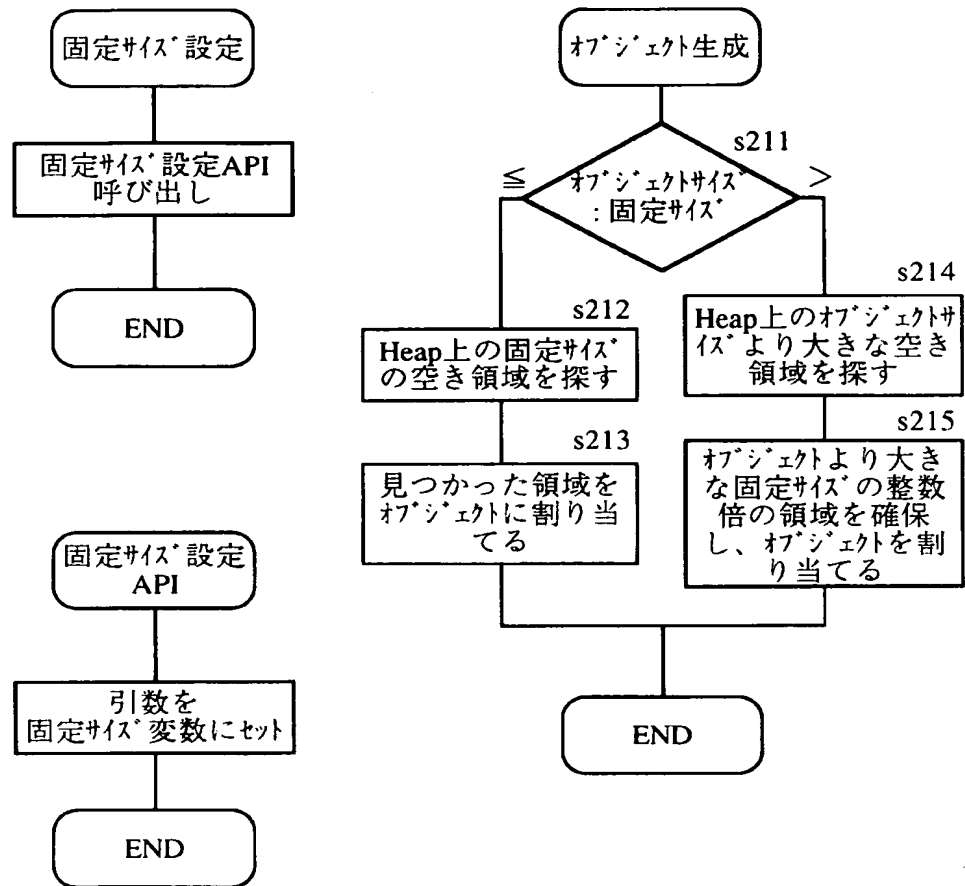 固定ｻｲｽﾞ設定
固定ｻｲｽﾞ設定API
呼び出し
END
固定ｻｲｽﾞ設定
API
引数を
固定ｻｲｽﾞ変数にｾｯﾄ
END
ｵﾌﾞｼﾞｪｸﾄ生成
s211
≦
ｵﾌﾞｼﾞｪｸﾄｻｲｽﾞ
：固定ｻｲｽﾞ
＞
s212
Heap上の固定ｻｲｽﾞ
の空き領域を探す
s213
見つかった領域を
ｵﾌﾞｼﾞｪｸﾄに割り当
てる
s214
Heap上のｵﾌﾞｼﾞｪｸﾄｻ
ｲｽﾞより大きな空き
領域を探す
s215
ｵﾌﾞｼﾞｪｸﾄより大き
な固定ｻｲｽﾞの整数
倍の領域を確保
し、ｵﾌﾞｼﾞｪｸﾄを割
り当てる
END